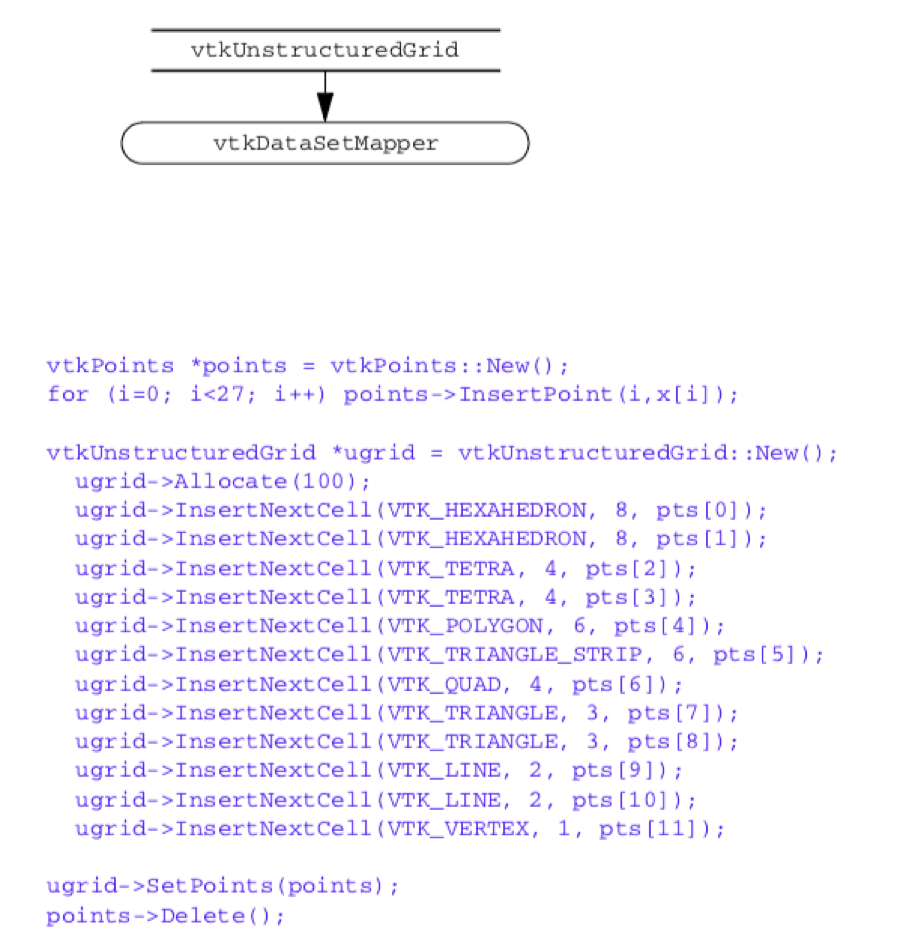 vtkUnstructuredGrid
vtkDataSetMapper
vtkPoints *points = vtkPoints::New();
for (i=0; i<27; i++) points->InsertPoint(i,x[i]);
vtkUnstructuredGrid *ugrid = vtkUnstructuredGrid::New();
ugrid->Allocate(100);
ugrid->InsertNextCell(VTK_HEXAHEDRON, 8, pts[0]);
ugrid->InsertNextCell(VTK_HEXAHEDRON, 8, pts[1]);
ugrid->InsertNextCell(VTK_TETRA, 4, pts[2]);
ugrid->InsertNextCell(VTK_TETRA, 4, pts[3]);
ugrid->InsertNextCell(VTK_POLYGON, 6, pts[4]);
ugrid->InsertNextCell(VTK_TRIANGLE_STRIP, 6, pts[5]);
ugrid->InsertNextCell(VTK_QUAD, 4, pts[6]);
ugrid->InsertNextCell(VTK_TRIANGLE, 3, pts[7]);
ugrid->InsertNextCell(VTK_TRIANGLE, 3, pts[8]);
ugrid->InsertNextCell(VTK_LINE, 2, pts[9]);
ugrid->InsertNextCell(VTK_LINE, 2, pts[10]);
ugrid->InsertNextCell(VTK_VERTEX, 1, pts[11]);
ugrid->SetPoints(points);
points->Delete();